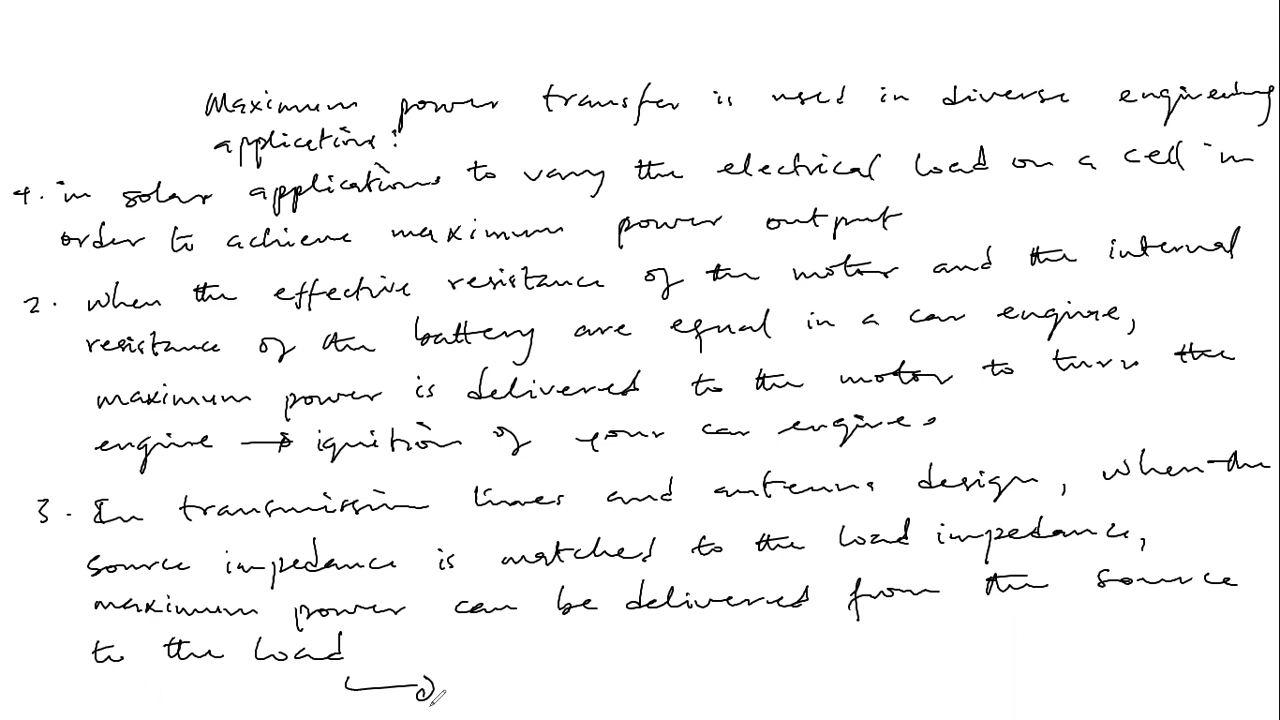 Maximum power transfer is used in diverse engineering
applications:
1. in solar applications to vary the electrical load on a cell in
order to achieve maximum power output
2. when the effective resistance of the motor and the internal
resistance of the battery are equal in a car engine,
maximum power is delivered to the motor to turn the
engine → ignition of your car engine.
3. In transmission lines and antenna design, when the
source impedance is matched to the load impedance,
maximum power can be delivered from the source
to the load